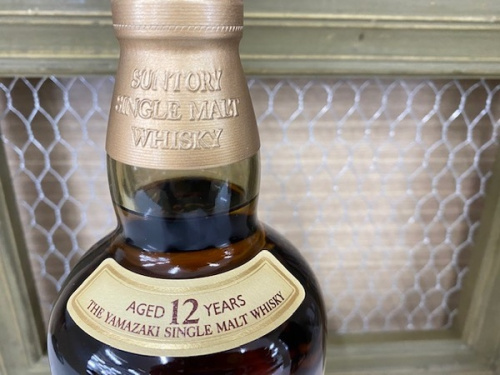 SUNTORY
SINGLE MALT
WHISKY
AGED 12 YEARS
THE YAMAZAKI SINGLE MALT WHISKY